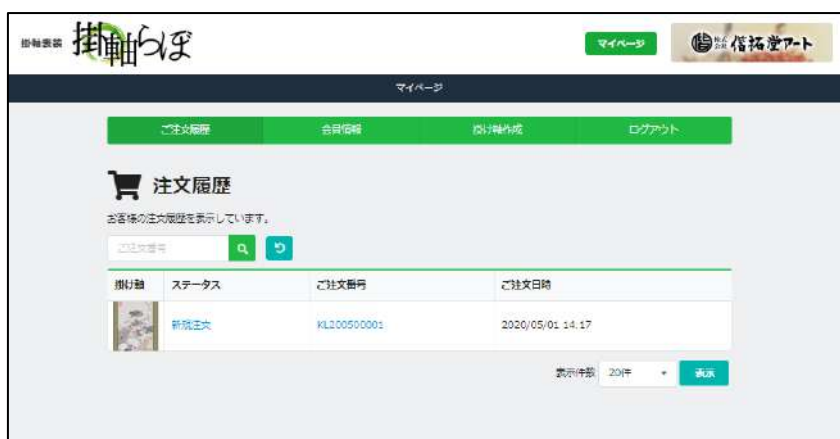 掛軸表装 掛軸らぼ
マイページ
株式会社 偕拓堂アート
マイページ
ご注文履歴 会員情報 掛け軸作成 ログアウト
注文履歴
お客様の注文履歴を表示しています。
ご注文番号
掛け軸 ステータス ご注文番号 ご注文日時
新規注文 KL200500001 2020/05/01 14:17
表示件数 20件 表示